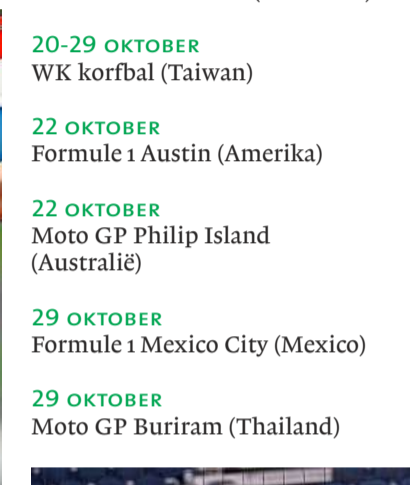 20-29 OKTOBER
WK korfbal (Taiwan)
22 OKTOBER
Formule 1 Austin (Amerika)
22 OKTOBER
Moto GP Philip Island
(Australië)
29 OKTOBER
Formule 1 Mexico City (Mexico)
29 OKTOBER
Moto GP Buriram (Thailand)